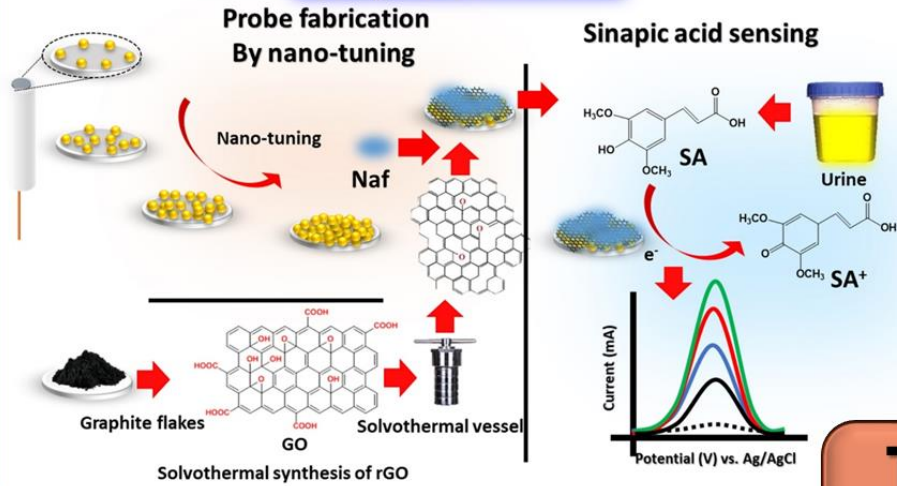 Probe fabrication
By nano-tuning
Nano-tuning
Naf
COOH
COOH
OH
O
O
OH
OH
HOOC
O
OH
O
HOOC
COOH
GO
Graphite flakes
Solvothermal vessel
Solvothermal synthesis of rGO
O
O
O
Sinapic acid sensing
O
H₃CO
OH
HO
OCH₃
SA
Urine
e⁻
O
H₃CO
OH
O
OCH₃
SA⁺
Current (mA)
Potential (V) vs. Ag/AgCl